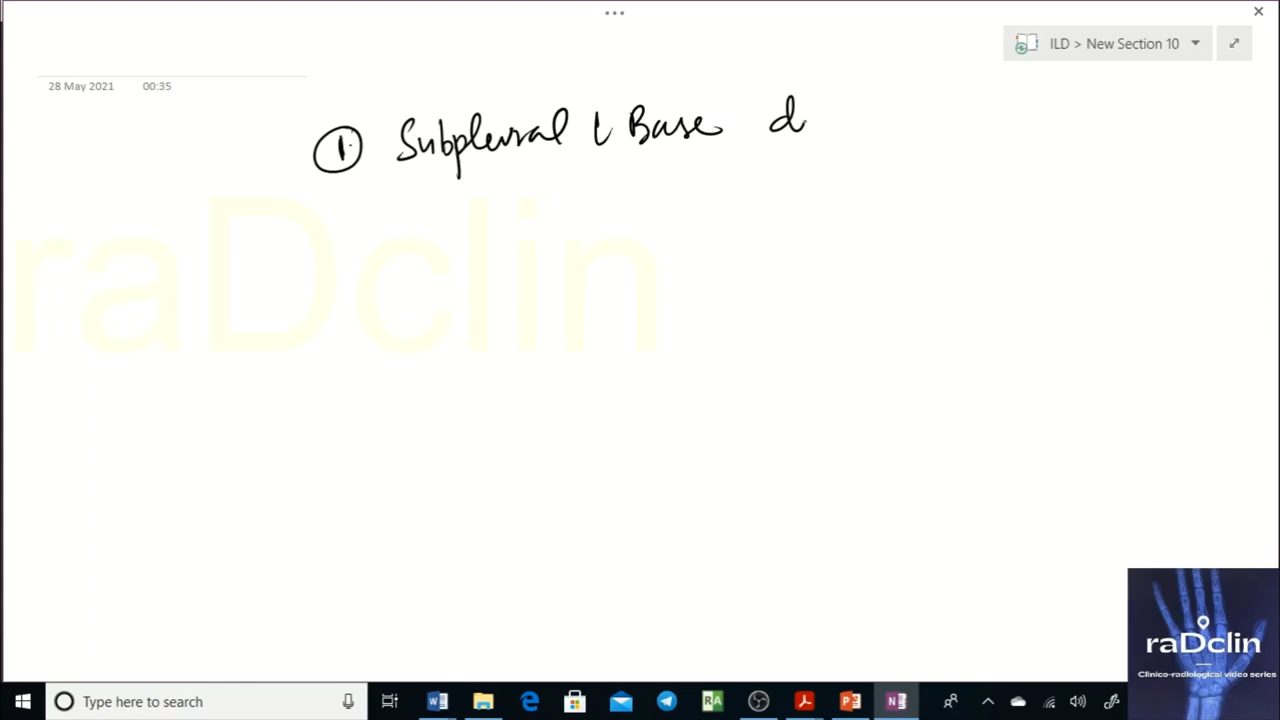 ILD > New Section 10
28 May 2021 00:35
① Subpleural & Base d
raDclin
raDclin
Clinico-radiological video series
Type here to search